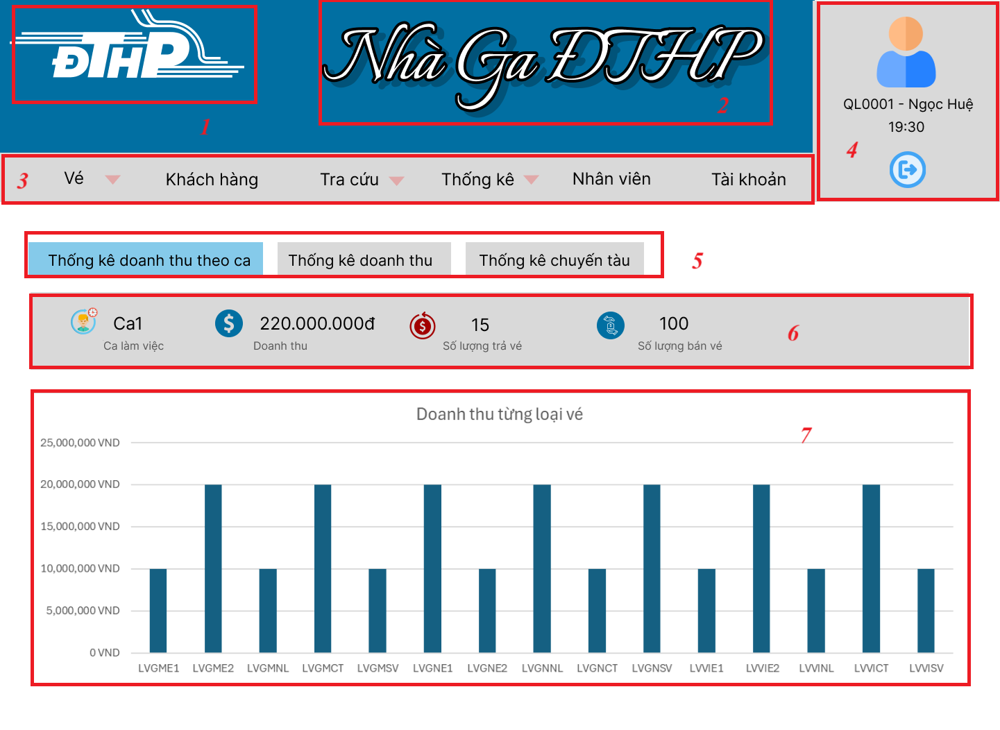 ĐTHP
Nhà Ga ĐTHP
1
2
QL0001 - Ngọc Huệ
19:30
4
3
Vé Khách hàng Tra cứu Thống kê Nhân viên Tài khoản
Thống kê doanh thu theo ca Thống kê doanh thu Thống kê chuyến tàu
5
Ca1 220.000.000đ 15 100
Ca làm việc Doanh thu Số lượng trả vé Số lượng bán vé
6
Doanh thu từng loại vé
7
25,000,000 VND
20,000,000 VND
15,000,000 VND
10,000,000 VND
5,000,000 VND
0 VND
LVGME1 LVGME2 LVGMNL LVGMCT LVGMSV LVGNE1 LVGNE2 LVGNNL LVGNCT LVGNSV LVVIE1 LVVIE2 LVVINL LVVICT LVVISV